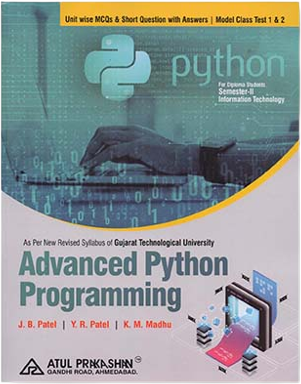 Unit wise MCQs & Short Question with Answers | Model Class Test 1 & 2
python
For Diploma Students
Semester-II
Information Technology
As Per New Revised Syllabus of Gujarat Technological University
Advanced Python
Programming
J. B. Patel | Y. R. Patel | K. M. Madhu
ATUL PRAKASHAN
GANDHI ROAD, AHMEDABAD.